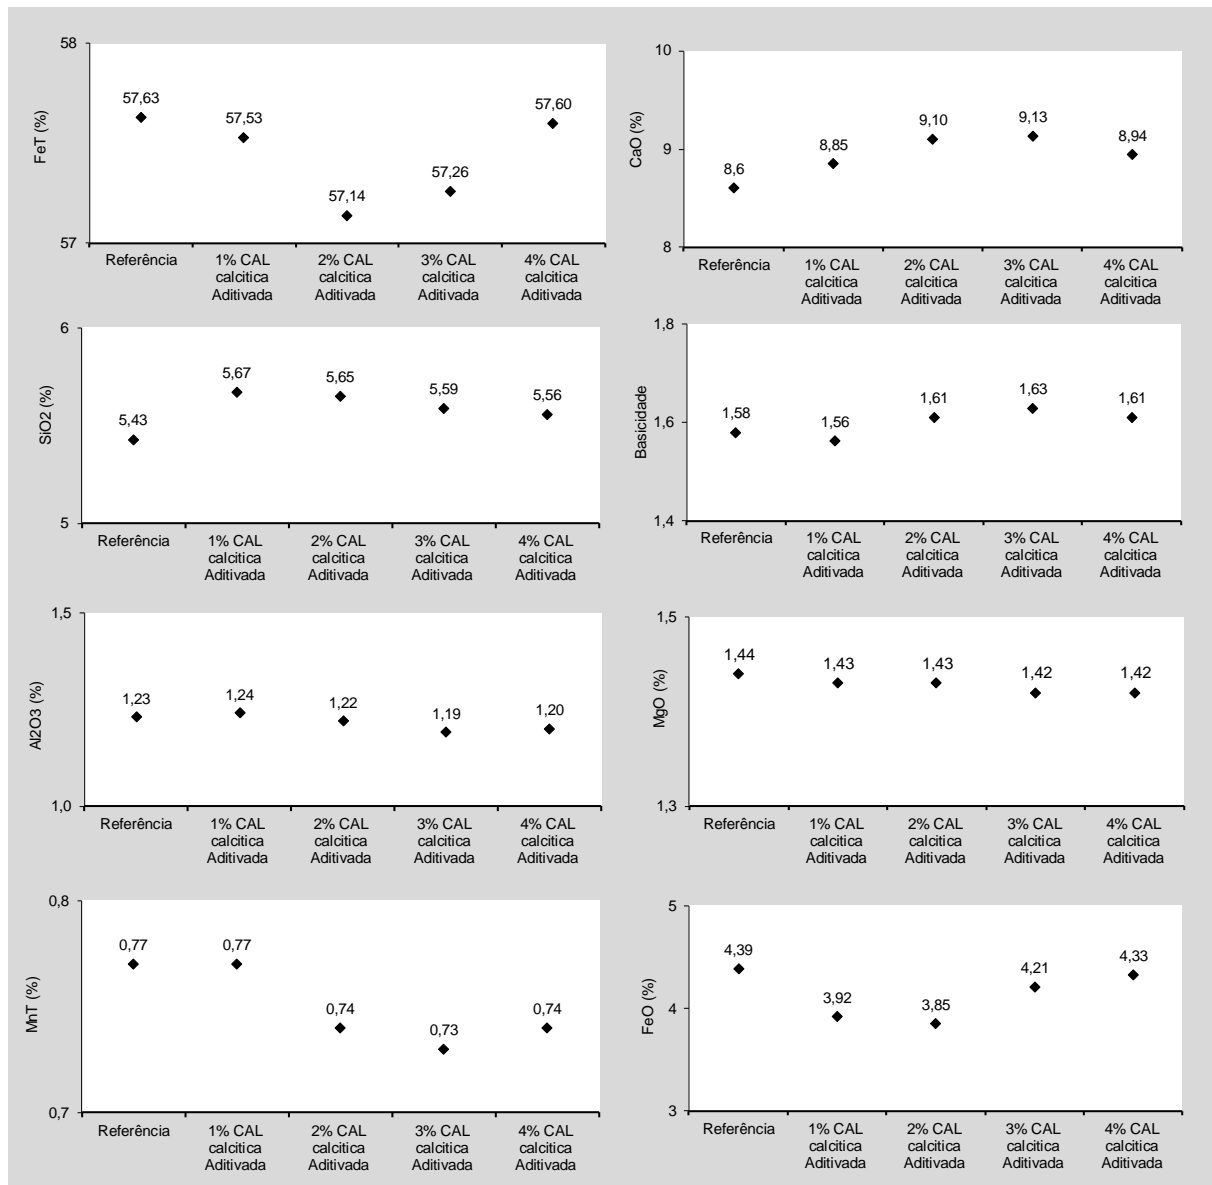 FeT (%)
58
57
57,63
57,53
57,14
57,26
57,60
Referência
1% CAL
calcitica
Aditivada
2% CAL
calcitica
Aditivada
3% CAL
calcitica
Aditivada
4% CAL
calcitica
Aditivada
CaO (%)
10
9
8
8,6
8,85
9,10
9,13
8,94
Referência
1% CAL
calcitica
Aditivada
2% CAL
calcitica
Aditivada
3% CAL
calcitica
Aditivada
4% CAL
calcitica
Aditivada
SiO2 (%)
6
5
5,43
5,67
5,65
5,59
5,56
Referência
1% CAL
calcitica
Aditivada
2% CAL
calcitica
Aditivada
3% CAL
calcitica
Aditivada
4% CAL
calcitica
Aditivada
Basicidade
1,8
1,6
1,4
1,58
1,56
1,61
1,63
1,61
Referência
1% CAL
calcitica
Aditivada
2% CAL
calcitica
Aditivada
3% CAL
calcitica
Aditivada
4% CAL
calcitica
Aditivada
Al2O3 (%)
1,5
1,0
1,23
1,24
1,22
1,19
1,20
Referência
1% CAL
calcitica
Aditivada
2% CAL
calcitica
Aditivada
3% CAL
calcitica
Aditivada
4% CAL
calcitica
Aditivada
MgO (%)
1,5
1,3
1,44
1,43
1,43
1,42
1,42
Referência
1% CAL
calcitica
Aditivada
2% CAL
calcitica
Aditivada
3% CAL
calcitica
Aditivada
4% CAL
calcitica
Aditivada
MnT (%)
0,8
0,7
0,77
0,77
0,74
0,73
0,74
Referência
1% CAL
calcitica
Aditivada
2% CAL
calcitica
Aditivada
3% CAL
calcitica
Aditivada
4% CAL
calcitica
Aditivada
FeO (%)
5
4
3
4,39
3,92
3,85
4,21
4,33
Referência
1% CAL
calcitica
Aditivada
2% CAL
calcitica
Aditivada
3% CAL
calcitica
Aditivada
4% CAL
calcitica
Aditivada